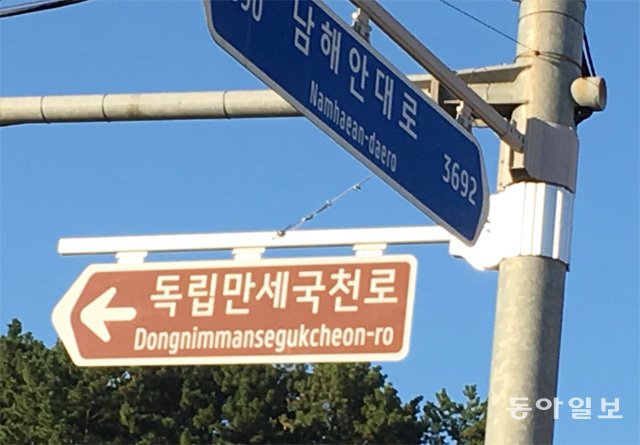 남해안대로
Namhaean-daero
3692
독립만세국천로
Dongnimmansegukcheon-ro
동아일보